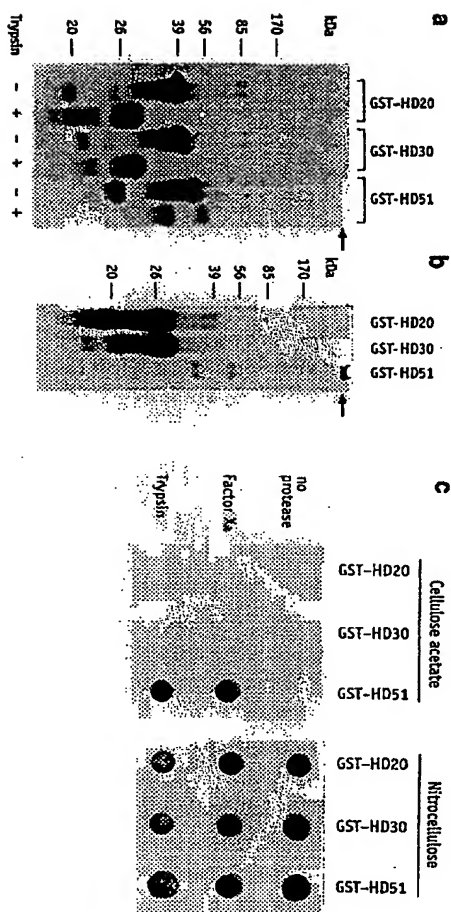 a
kDa
170
85
56
39
26
20
Trypsin
GST-HD20
GST-HD30
GST-HD51
- + - + - +
b
kDa
170
85
56
39
26
20
GST-HD20
GST-HD30
GST-HD51
c
no protease
Factor Xa
Trypsin
GST-HD20
GST-HD30
GST-HD51
Cellulose acetate
GST-HD20
GST-HD30
GST-HD51
Nitrocellulose